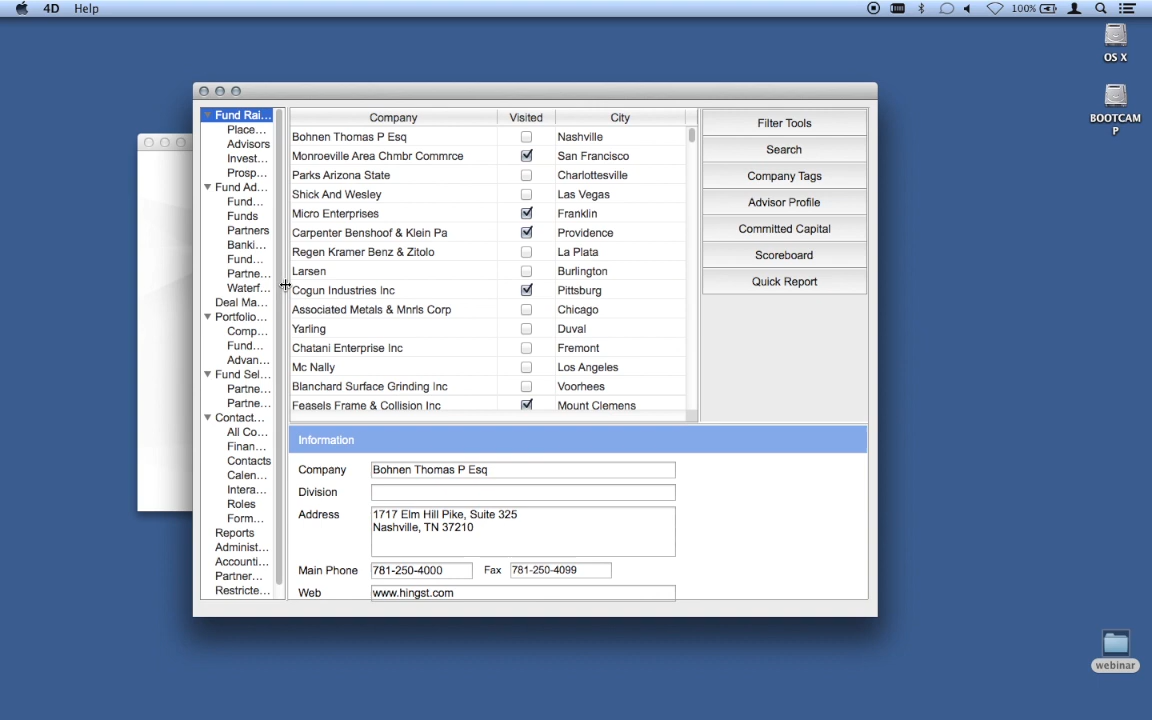 4D Help 100%
OS X
BOOTCAM
P
Fund Rai...
Place...
Advisors
Invest...
Prosp...
Fund Ad...
Fund...
Funds
Partners
Banki...
Fund...
Partne...
Waterf...
Deal Ma...
Portfolio...
Comp...
Fund...
Advan...
Fund Sel...
Partne...
Partne...
Contact...
All Co...
Finan...
Contacts
Calen...
Intera...
Roles
Form...
Reports
Administ...
Accounti...
Partner...
Restricte...
Company Visited City
Bohnen Thomas P Esq Nashville
Monroeville Area Chmbr Commrce San Francisco
Parks Arizona State Charlottesville
Shick And Wesley Las Vegas
Micro Enterprises Franklin
Carpenter Benshoof & Klein Pa Providence
Regen Kramer Benz & Zitolo La Plata
Larsen Burlington
Cogun Industries Inc Pittsburg
Associated Metals & Mnrls Corp Chicago
Yarling Duval
Chatani Enterprise Inc Fremont
Mc Nally Los Angeles
Blanchard Surface Grinding Inc Voorhees
Feasels Frame & Collision Inc Mount Clemens
Filter Tools
Search
Company Tags
Advisor Profile
Committed Capital
Scoreboard
Quick Report
Information
Company Bohnen Thomas P Esq
Division
Address 1717 Elm Hill Pike, Suite 325
Nashville, TN 37210
Main Phone 781-250-4000 Fax 781-250-4099
Web www.hingst.com
webinar